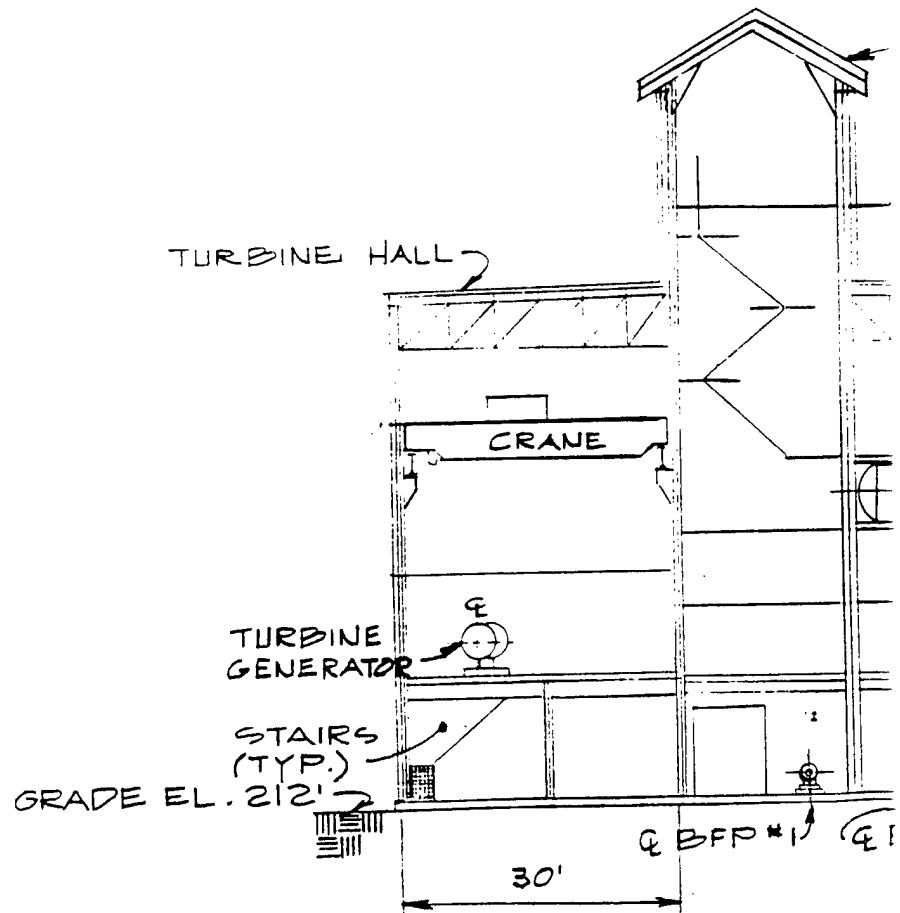 TURBINE HALL
CRANE
℄
TURBINE
GENERATOR
STAIRS
(TYP.)
GRADE EL. 212'
℄ BFP #1
℄
30'